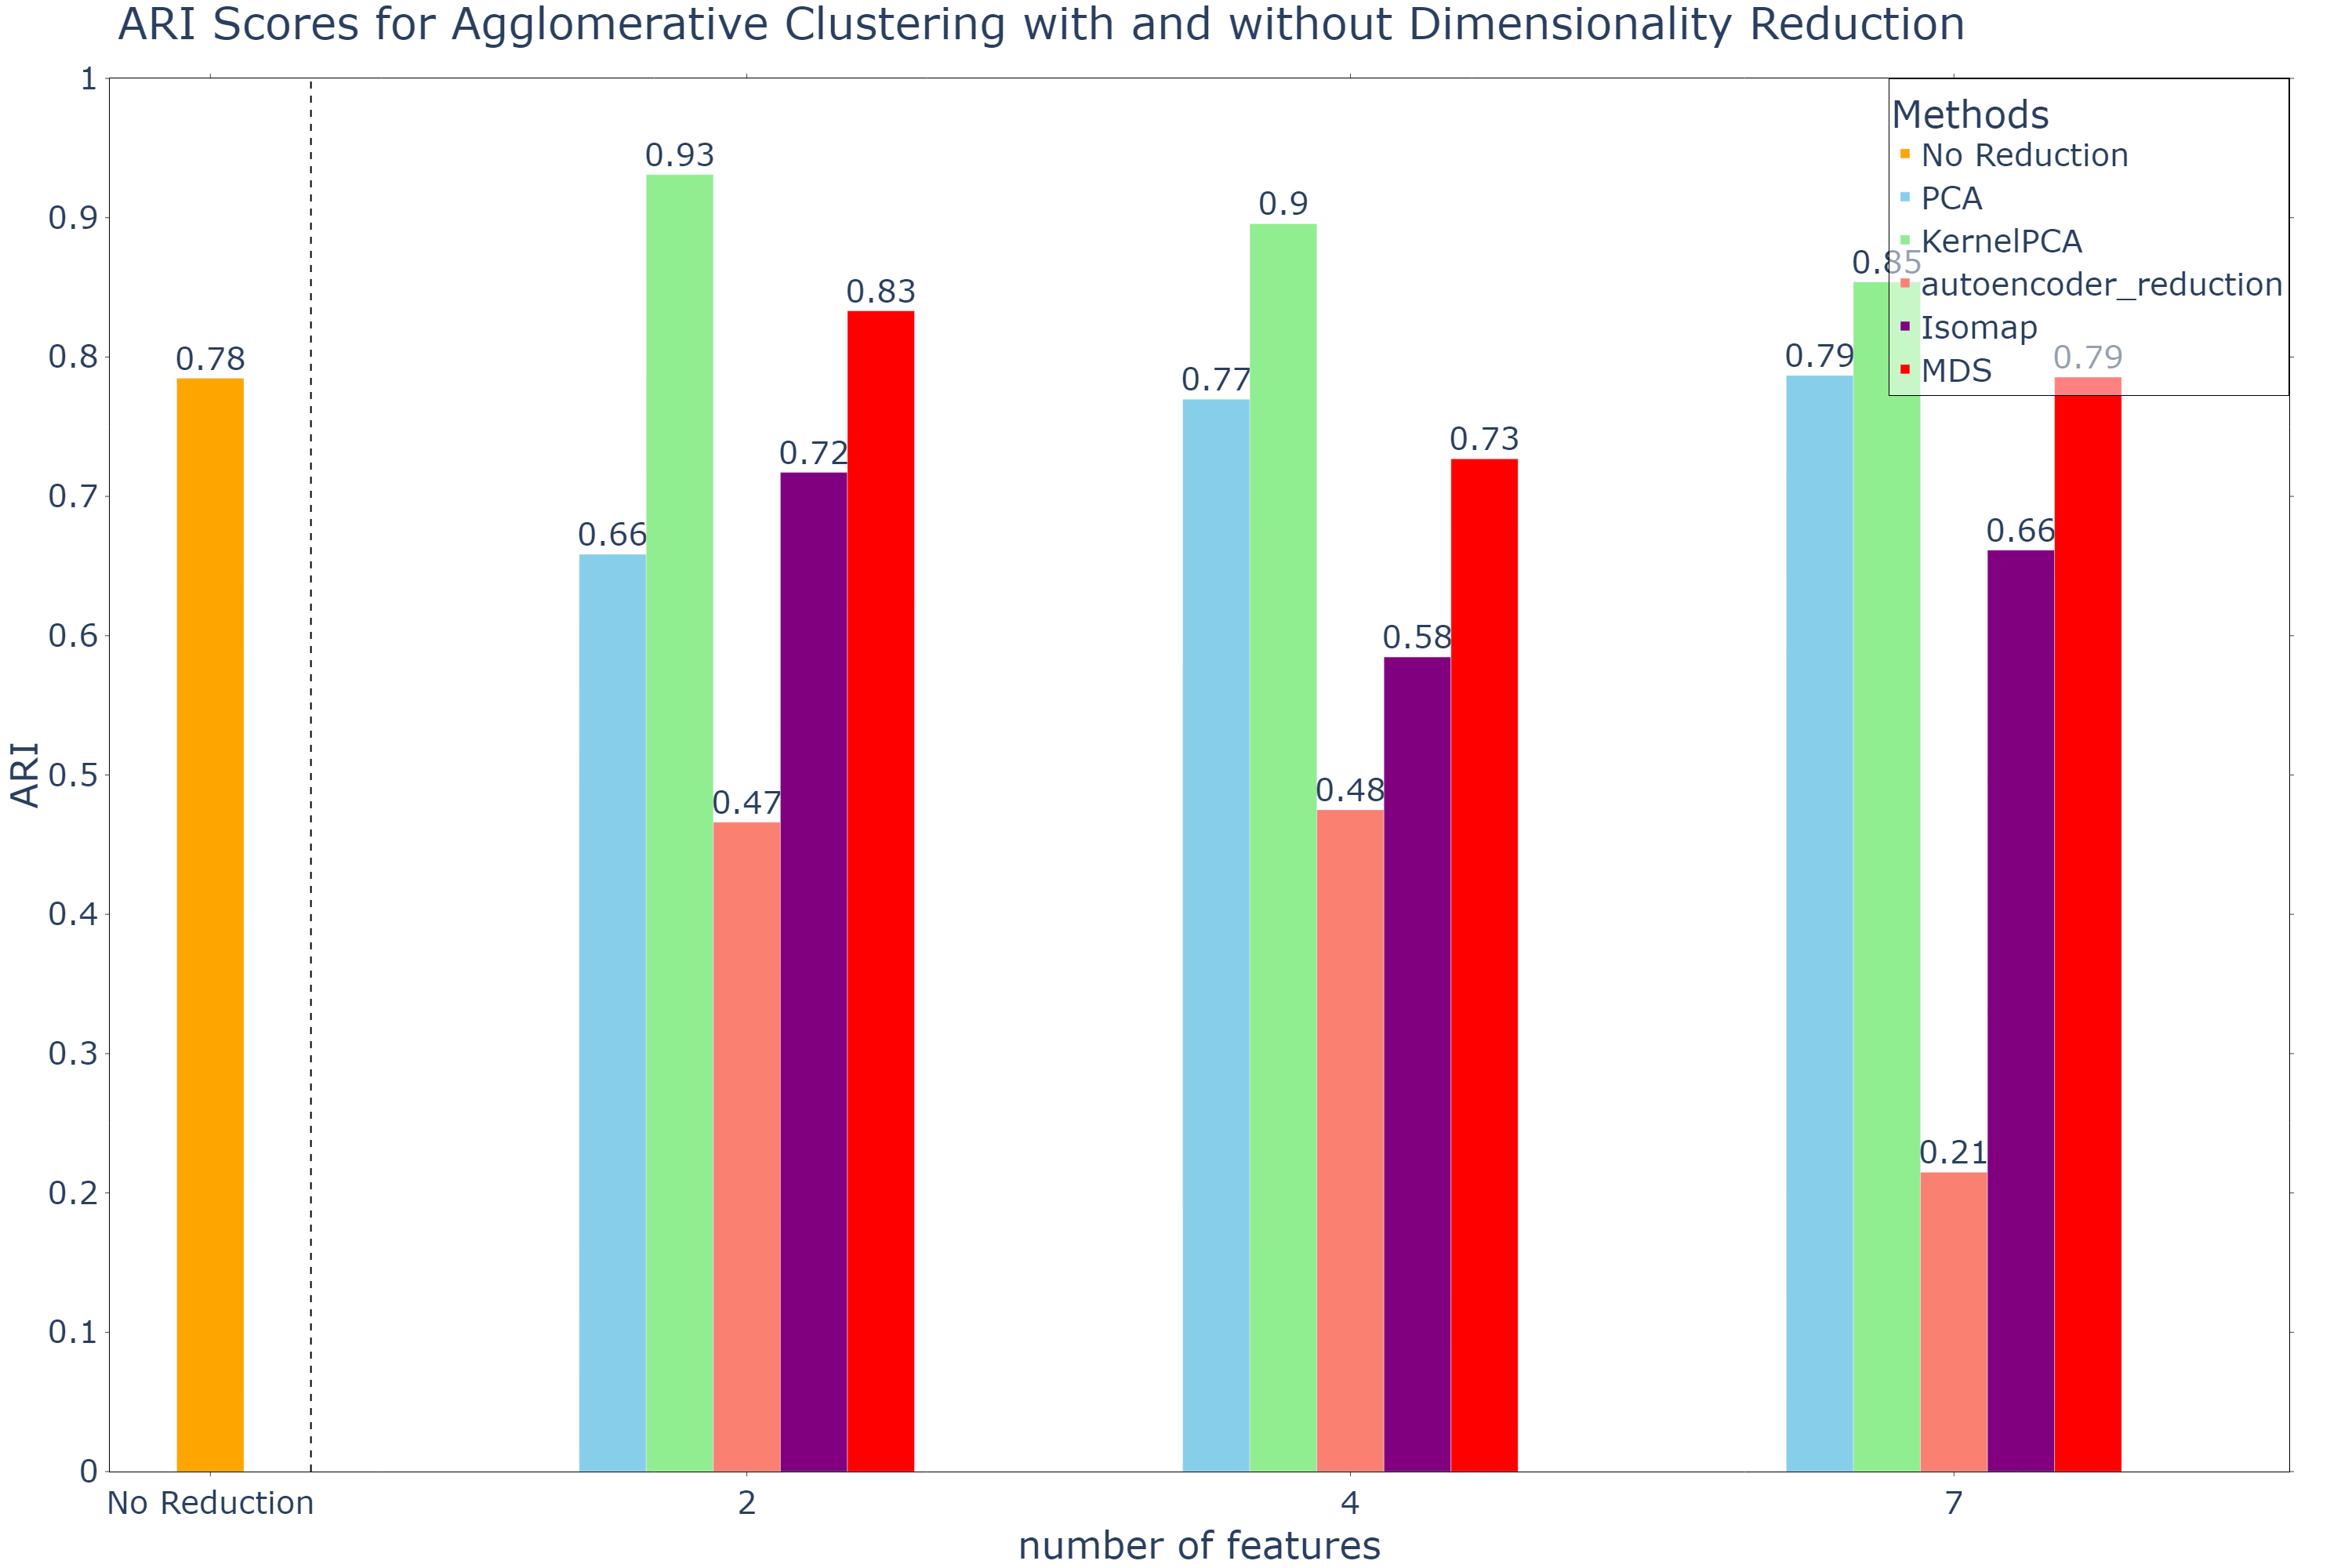 ARI Scores for Agglomerative Clustering with and without Dimensionality Reduction
Methods
No Reduction
PCA
KernelPCA
autoencoder_reduction
Isomap
MDS
ARI
1
0.9
0.8
0.7
0.6
0.5
0.4
0.3
0.2
0.1
0
0.78
0.66
0.93
0.47
0.72
0.83
0.77
0.9
0.48
0.58
0.73
0.79
0.85
0.21
0.66
0.79
No Reduction
2
4
7
number of features